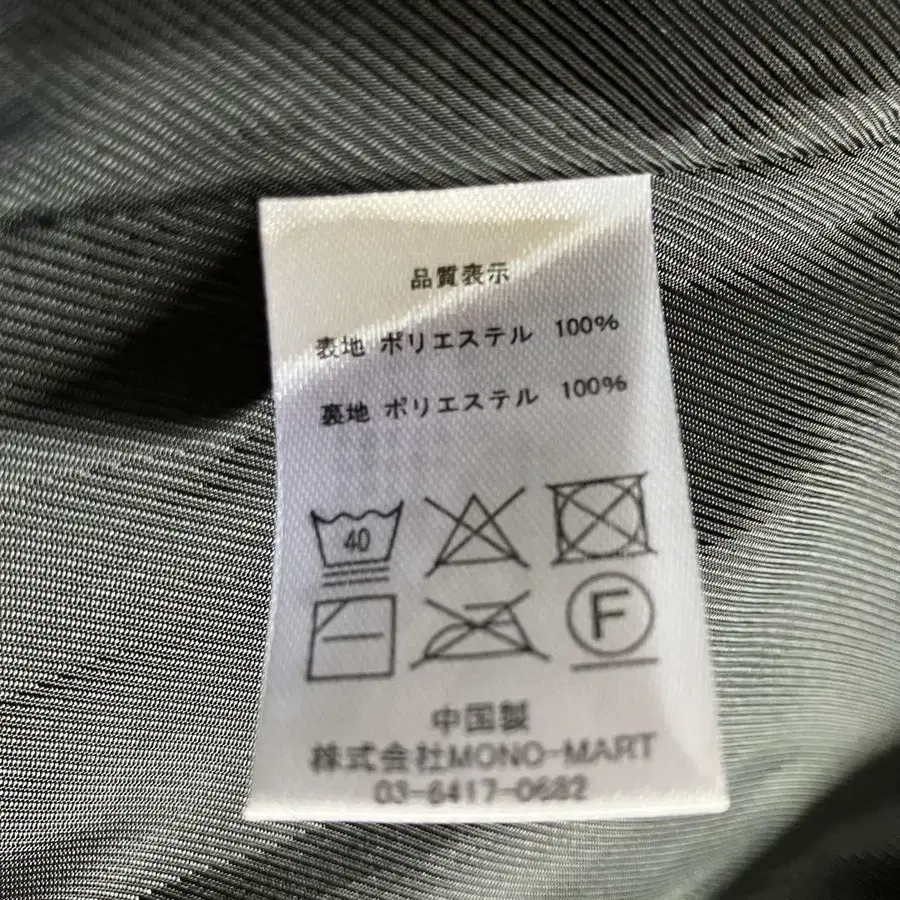 品質表示
表地 ポリエステル 100%
裏地 ポリエステル 100%
40
F
中国製
株式会社MONO-MART
03-6417-0682